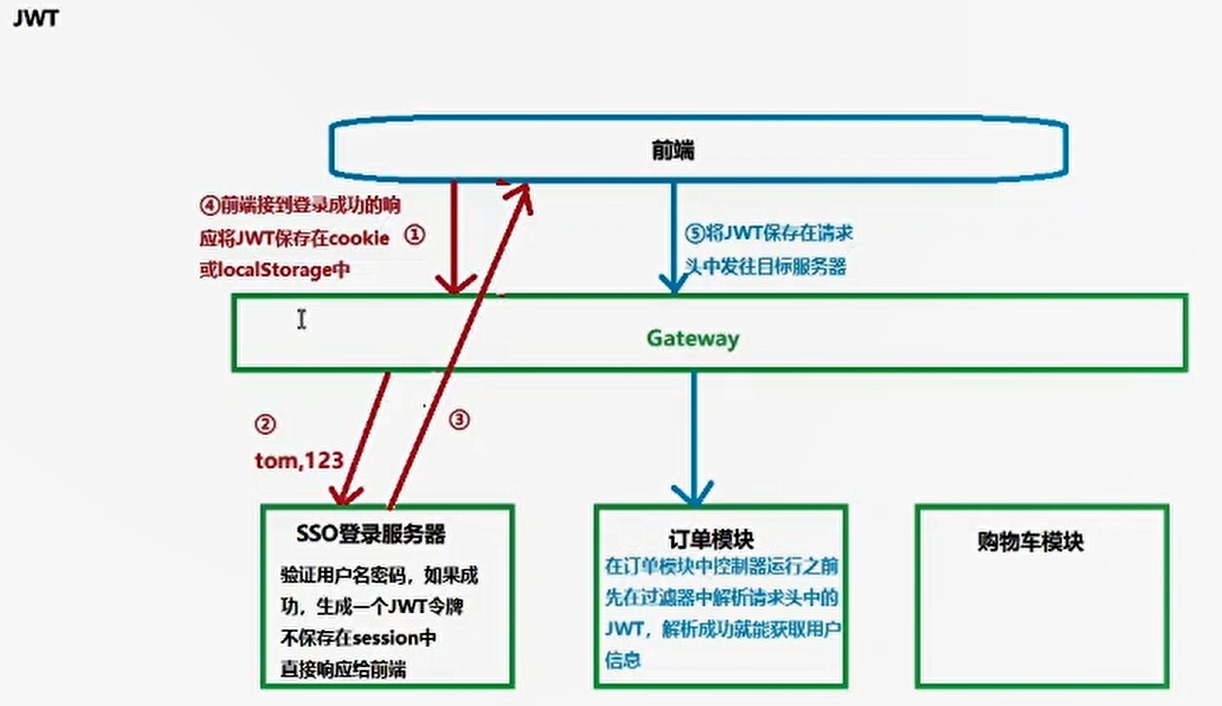 JWT
前端
④前端接到登录成功的响
应将JWT保存在cookie
或localStorage中
①
⑤将JWT保存在请求
头中发往目标服务器
Gateway
②
tom,123
③
SSO登录服务器
验证用户名密码，如果成
功，生成一个JWT令牌
不保存在session中
直接响应给前端
订单模块
在订单模块中控制器运行之前
先在过滤器中解析请求头中的
JWT，解析成功就能获取用户
信息
购物车模块